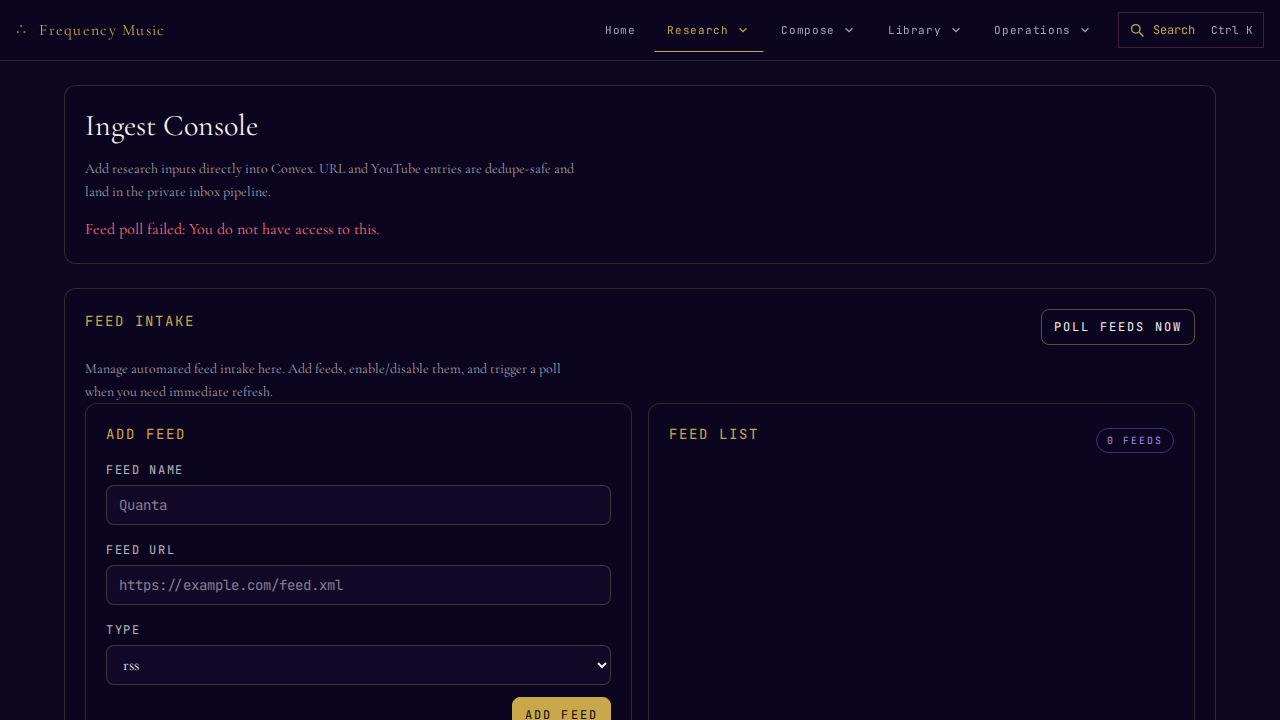 ∴ Frequency Music
Home
Research
Compose
Library
Operations
Search Ctrl K
Ingest Console
Add research inputs directly into Convex. URL and YouTube entries are dedupe-safe and
land in the private inbox pipeline.
Feed poll failed: You do not have access to this.
FEED INTAKE
POLL FEEDS NOW
Manage automated feed intake here. Add feeds, enable/disable them, and trigger a poll
when you need immediate refresh.
ADD FEED
FEED NAME
Quanta
FEED URL
https://example.com/feed.xml
TYPE
rss
ADD FEED
FEED LIST
0 FEEDS